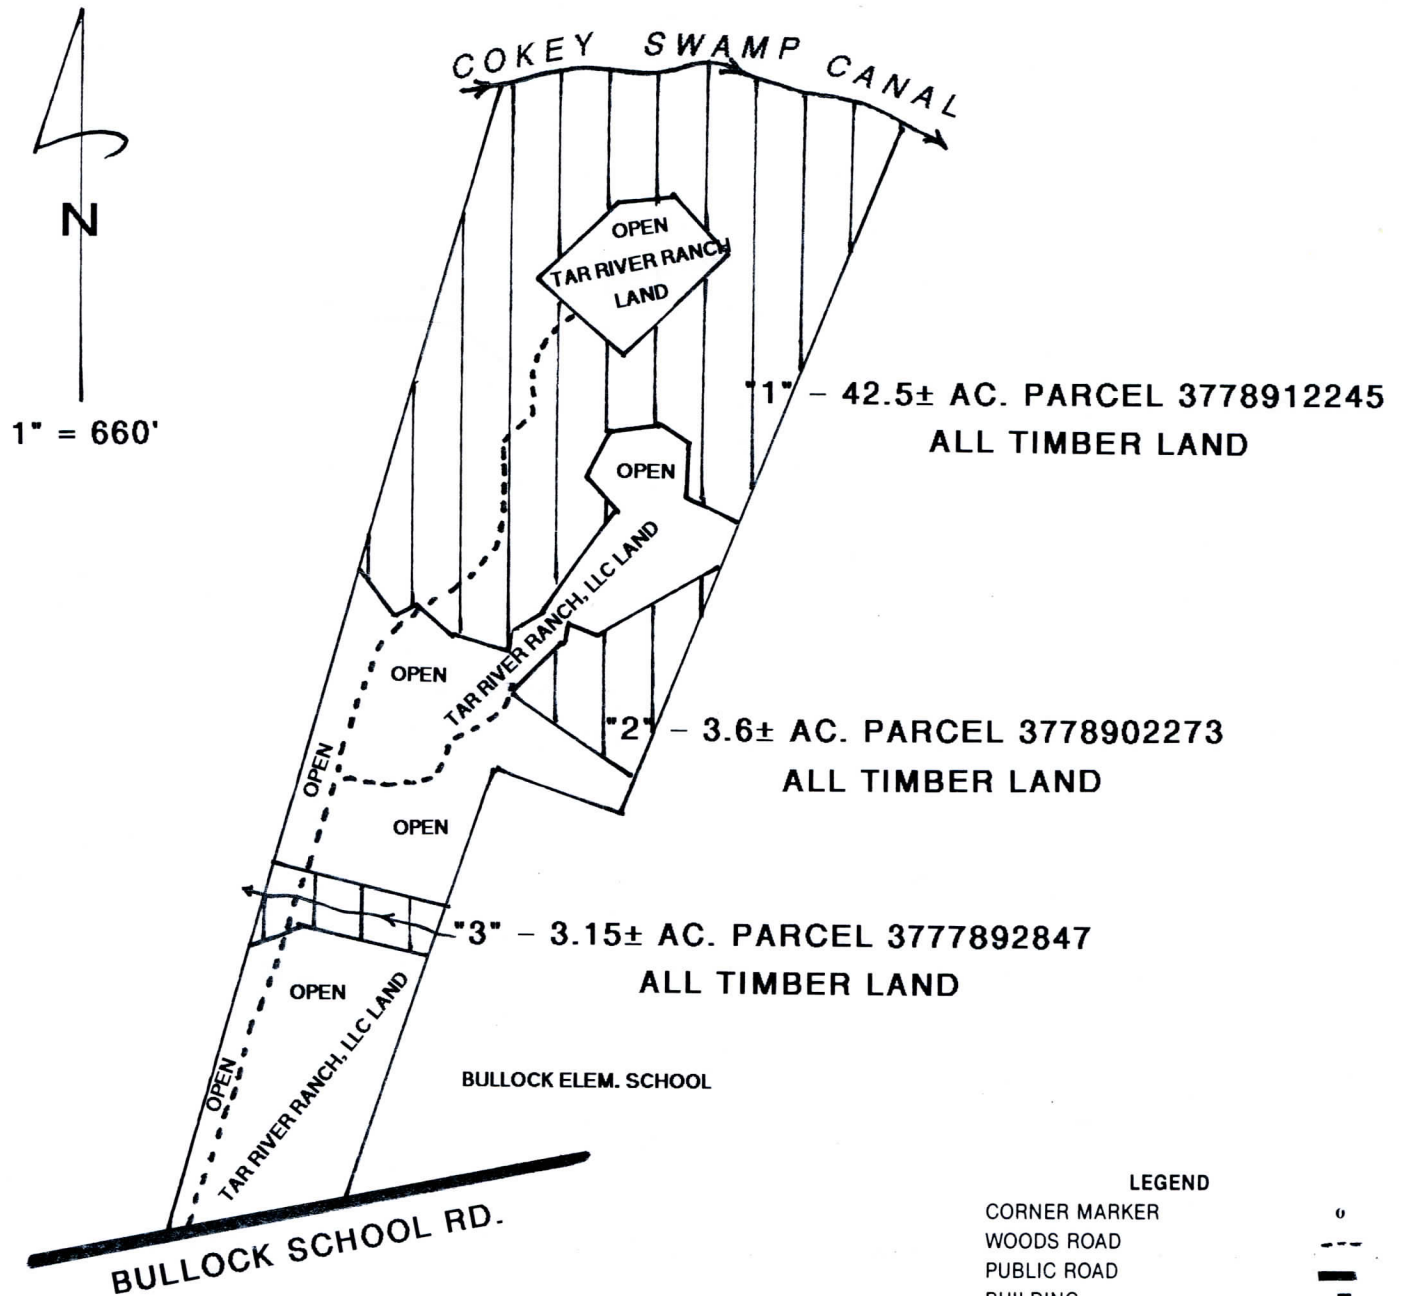 COKEY SWAMP CANAL
N
1" = 660'
OPEN
TAR RIVER RANCH
LAND
"1" – 42.5± AC. PARCEL 3778912245
ALL TIMBER LAND
OPEN
TAR RIVER RANCH, LLC LAND
OPEN
"2" – 3.6± AC. PARCEL 3778902273
ALL TIMBER LAND
OPEN
OPEN
"3" – 3.15± AC. PARCEL 3777892847
ALL TIMBER LAND
OPEN
TAR RIVER RANCH, LLC LAND
OPEN
BULLOCK ELEM. SCHOOL
BULLOCK SCHOOL RD.
LEGEND
CORNER MARKER
WOODS ROAD
PUBLIC ROAD
BUILDING